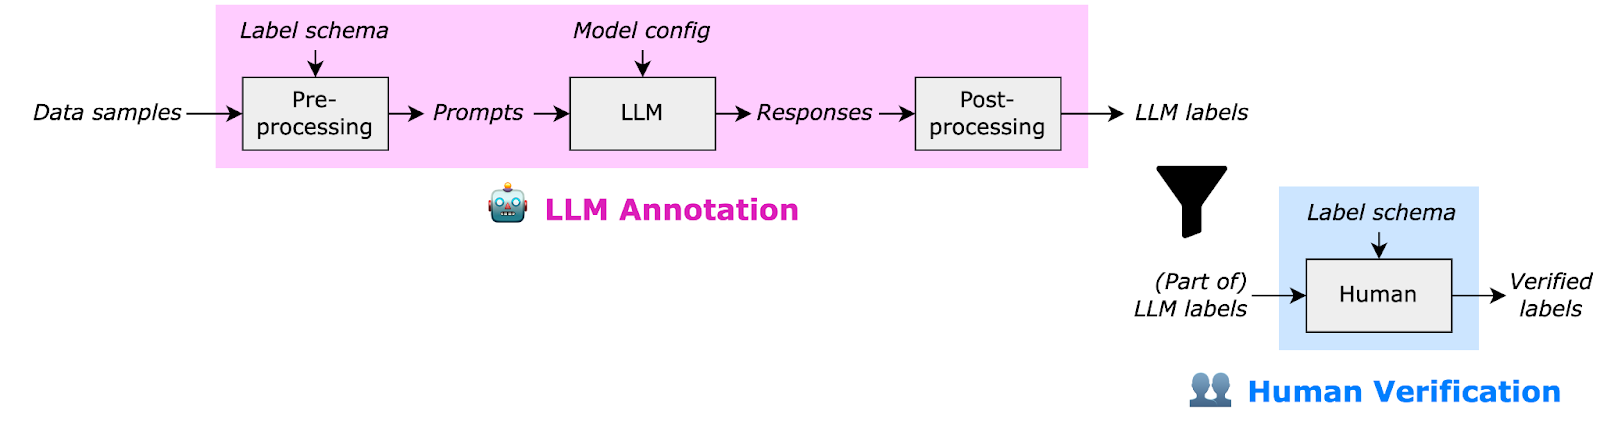 Label schema
Model config
Data samples
Pre-
processing
Prompts
LLM
Responses
Post-
processing
LLM labels
LLM Annotation
Label schema
(Part of)
LLM labels
Human
Verified
labels
Human Verification